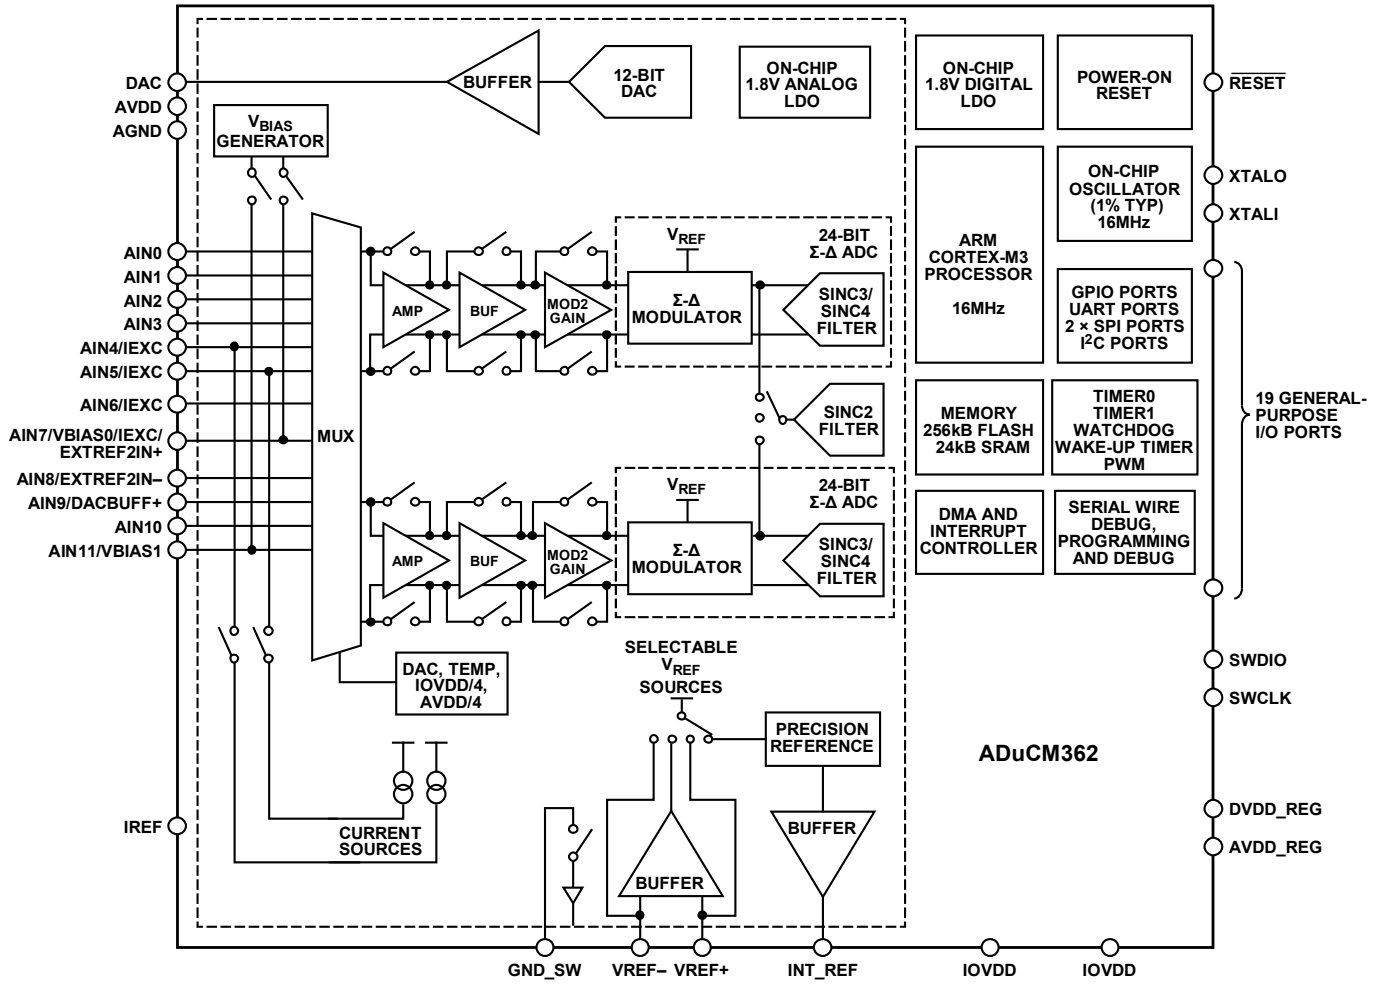 DAC
AVDD
AGND
V_BIAS
GENERATOR
BUFFER
12-BIT
DAC
ON-CHIP
1.8V ANALOG
LDO
ON-CHIP
1.8V DIGITAL
LDO
POWER-ON
RESET
RESET
XTALO
XTALI
ON-CHIP
OSCILLATOR
(1% TYP)
16MHz
ARM
CORTEX-M3
PROCESSOR
16MHz
GPIO PORTS
UART PORTS
2 × SPI PORTS
I²C PORTS
MEMORY
256kB FLASH
24kB SRAM
TIMER0
TIMER1
WATCHDOG
WAKE-UP TIMER
PWM
DMA AND
INTERRUPT
CONTROLLER
SERIAL WIRE
DEBUG,
PROGRAMMING
AND DEBUG
19 GENERAL-
PURPOSE
I/O PORTS
AIN0
AIN1
AIN2
AIN3
AIN4/IEXC
AIN5/IEXC
AIN6/IEXC
AIN7/VBIAS0/IEXC/
EXTREF2IN+
AIN8/EXTREF2IN–
AIN9/DACBUFF+
AIN10
AIN11/VBIAS1
MUX
AMP
BUF
MOD2
GAIN
V_REF
Σ-Δ
MODULATOR
24-BIT
Σ-Δ ADC
SINC3/
SINC4
FILTER
SINC2
FILTER
AMP
BUF
MOD2
GAIN
V_REF
Σ-Δ
MODULATOR
24-BIT
Σ-Δ ADC
SINC3/
SINC4
FILTER
DAC, TEMP,
IOVDD/4,
AVDD/4
SELECTABLE
V_REF
SOURCES
PRECISION
REFERENCE
BUFFER
BUFFER
CURRENT
SOURCES
IREF
ADuCM362
SWDIO
SWCLK
DVDD_REG
AVDD_REG
GND_SW
VREF–
VREF+
INT_REF
IOVDD
IOVDD